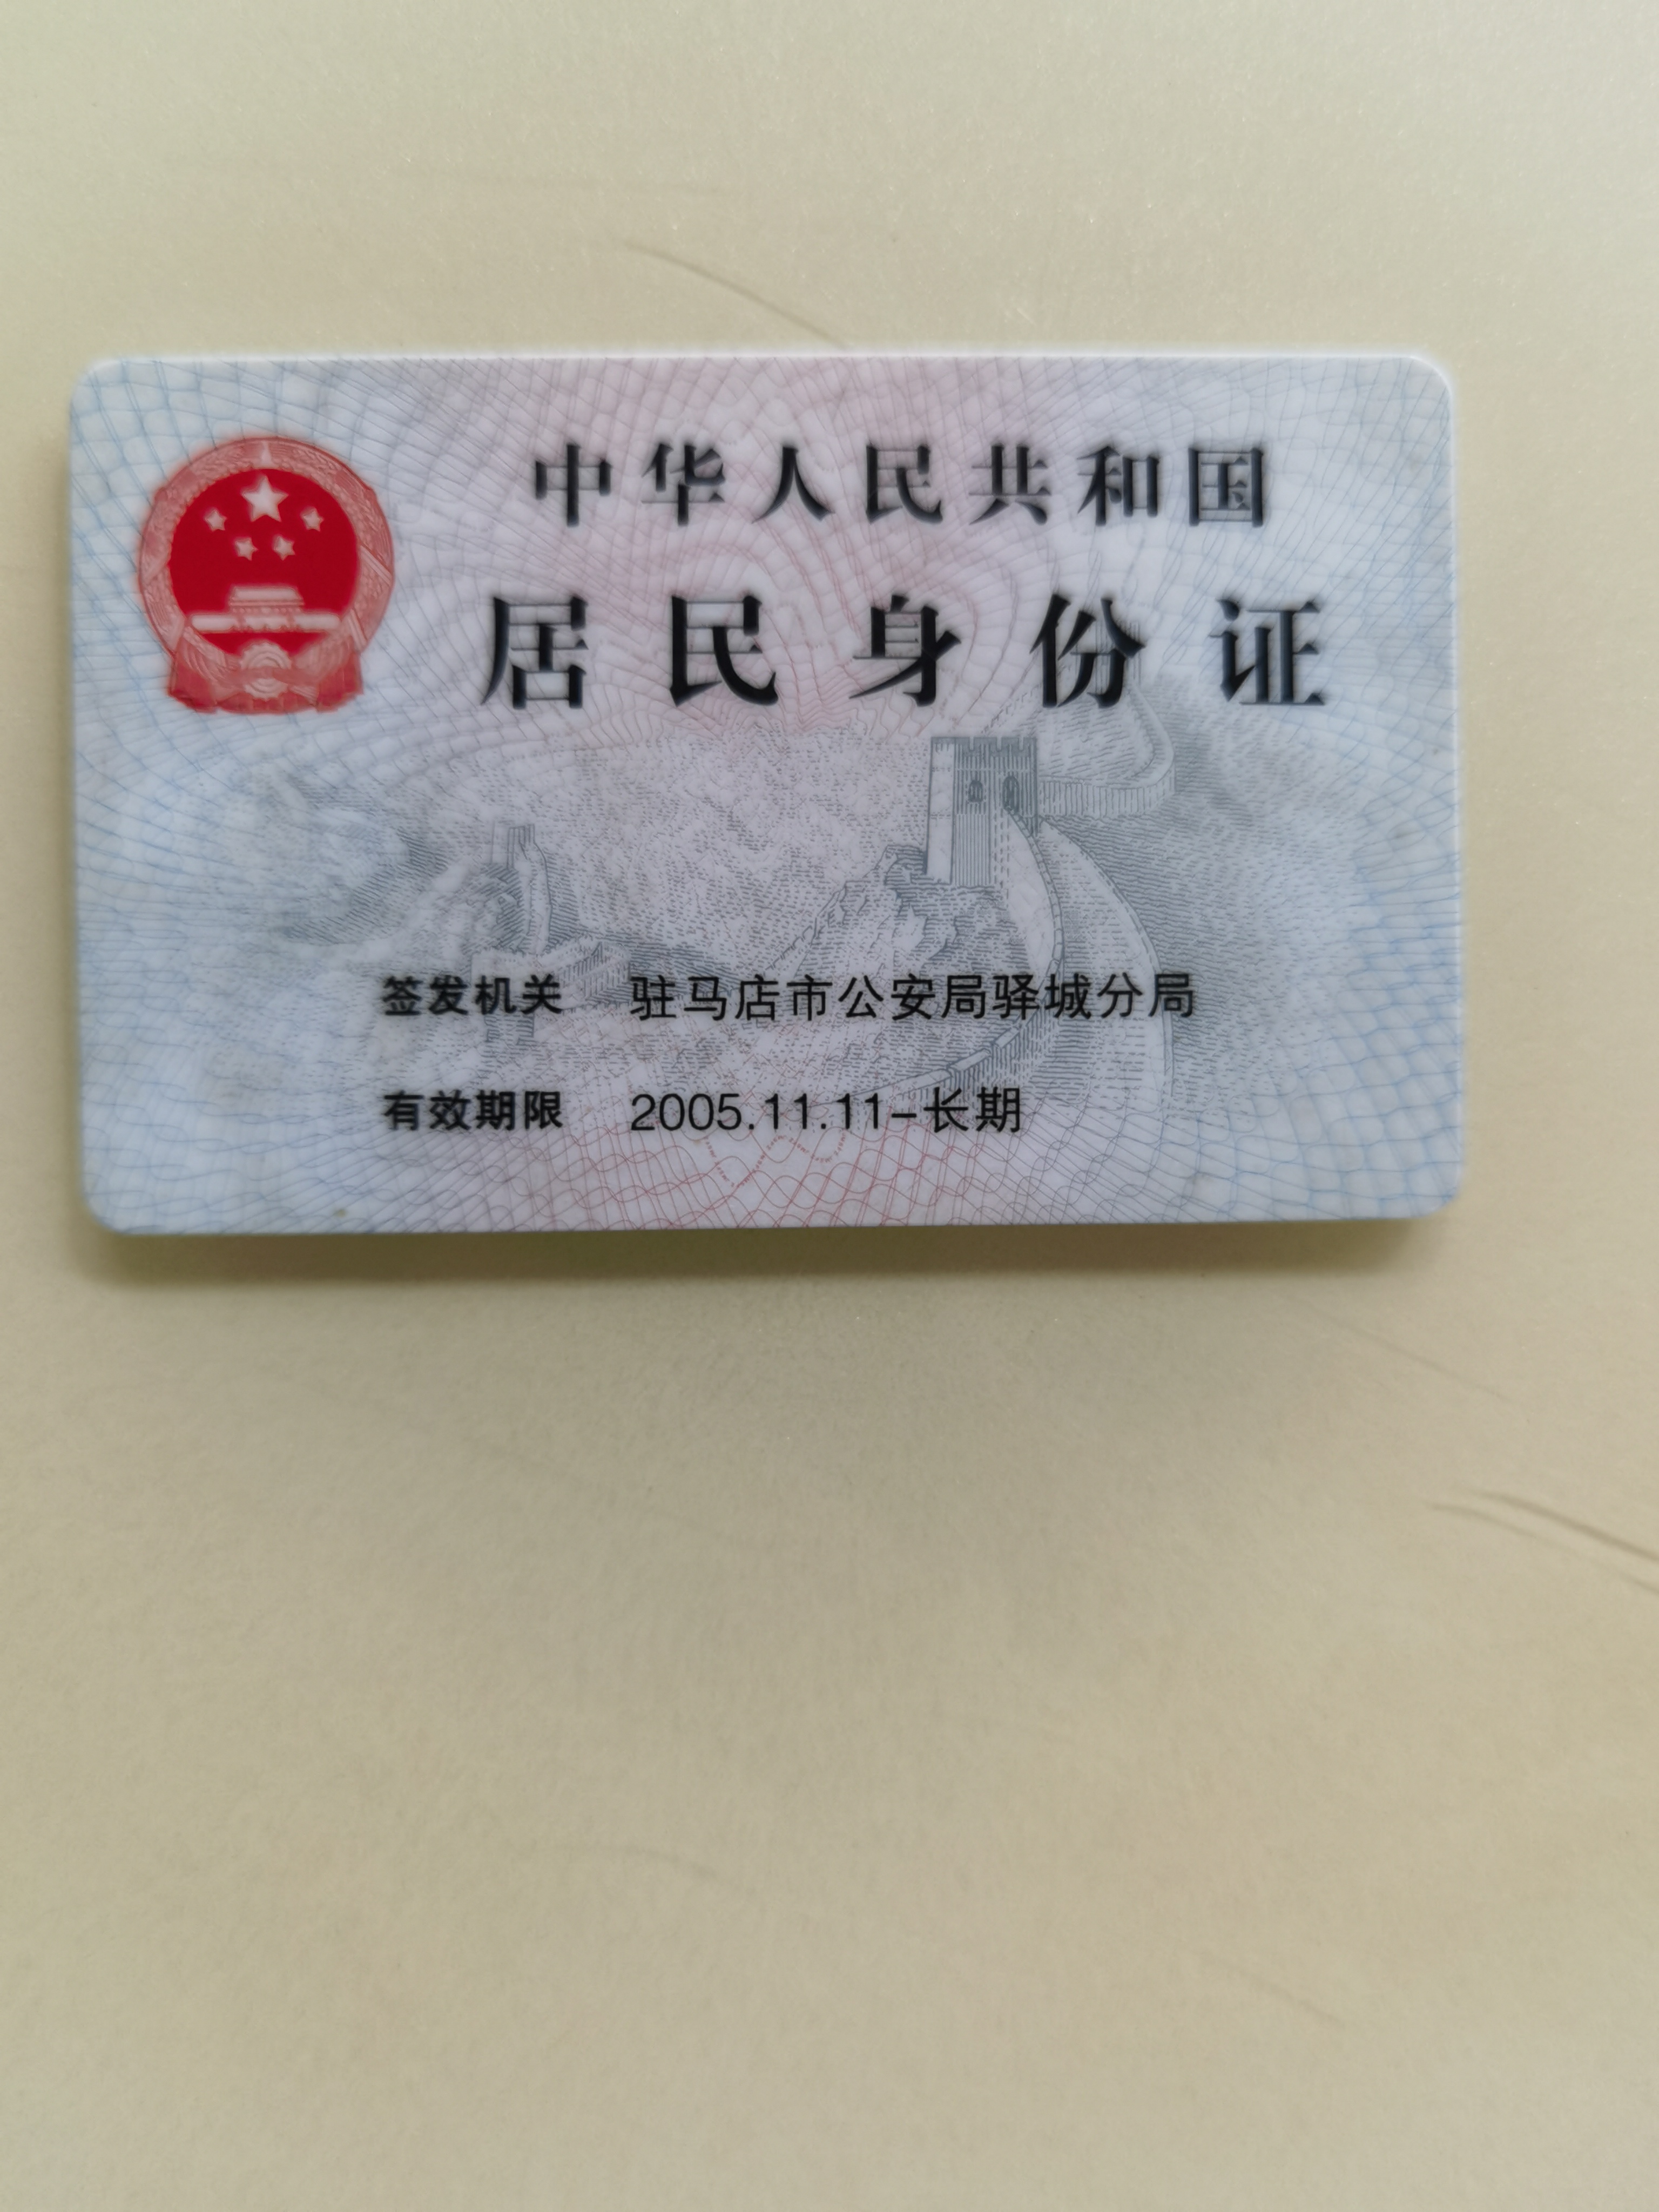 中华人民共和国
居民身份证
签发机关 驻马店市公安局驿城分局
有效期限 2005.11.11-长期